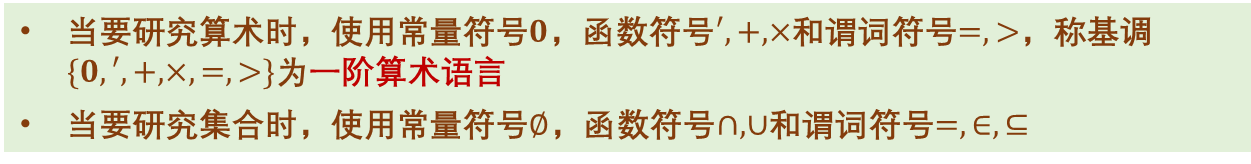 • 当要研究算术时，使用常量符号0，函数符号′,+,×和谓词符号=,>，称基调
{0,′,+,×,=,>}为一阶算术语言
• 当要研究集合时，使用常量符号∅，函数符号∩,∪和谓词符号=,∈,⊆